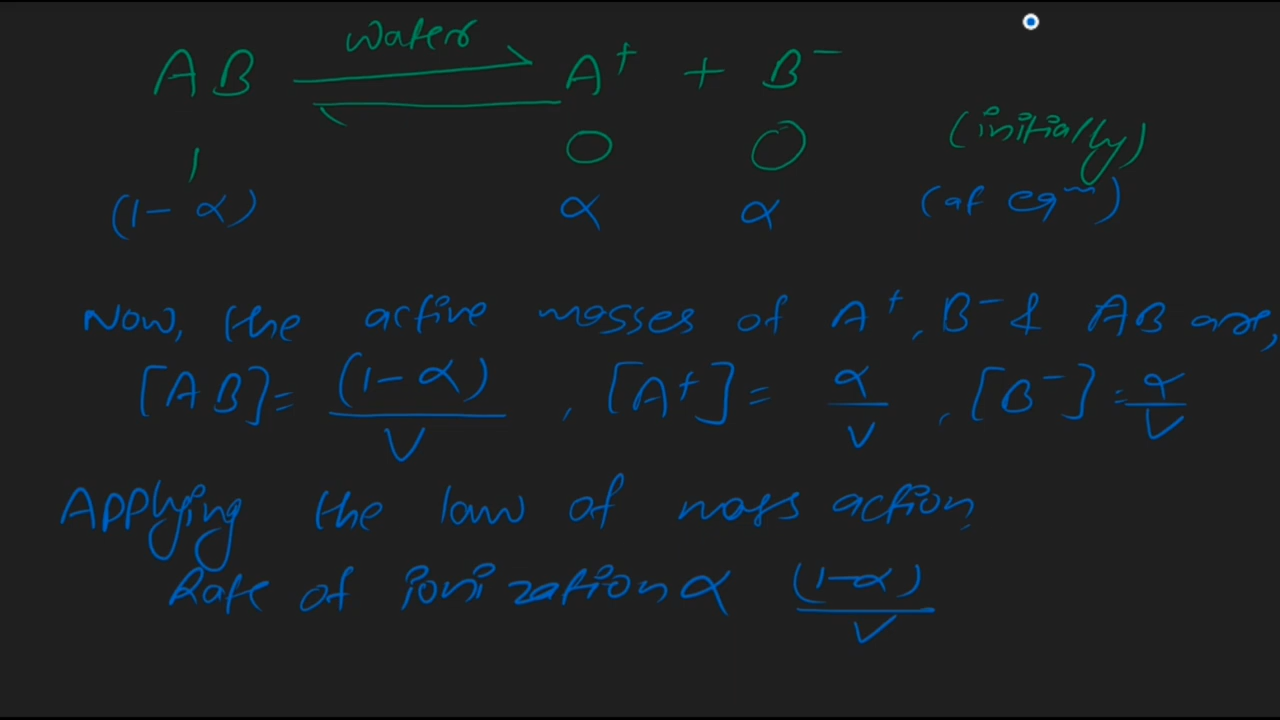 AB ⇌ A⁺ + B⁻
water
1 0 0 (initially)
(1-α) α α (at eqᵐ)
Now, the active masses of A⁺, B⁻ & AB are,
[AB] = (1-α)/V , [A⁺] = α/V , [B⁻] = α/V
Applying the law of mass action,
Rate of ionization ∝ (1-α)/V